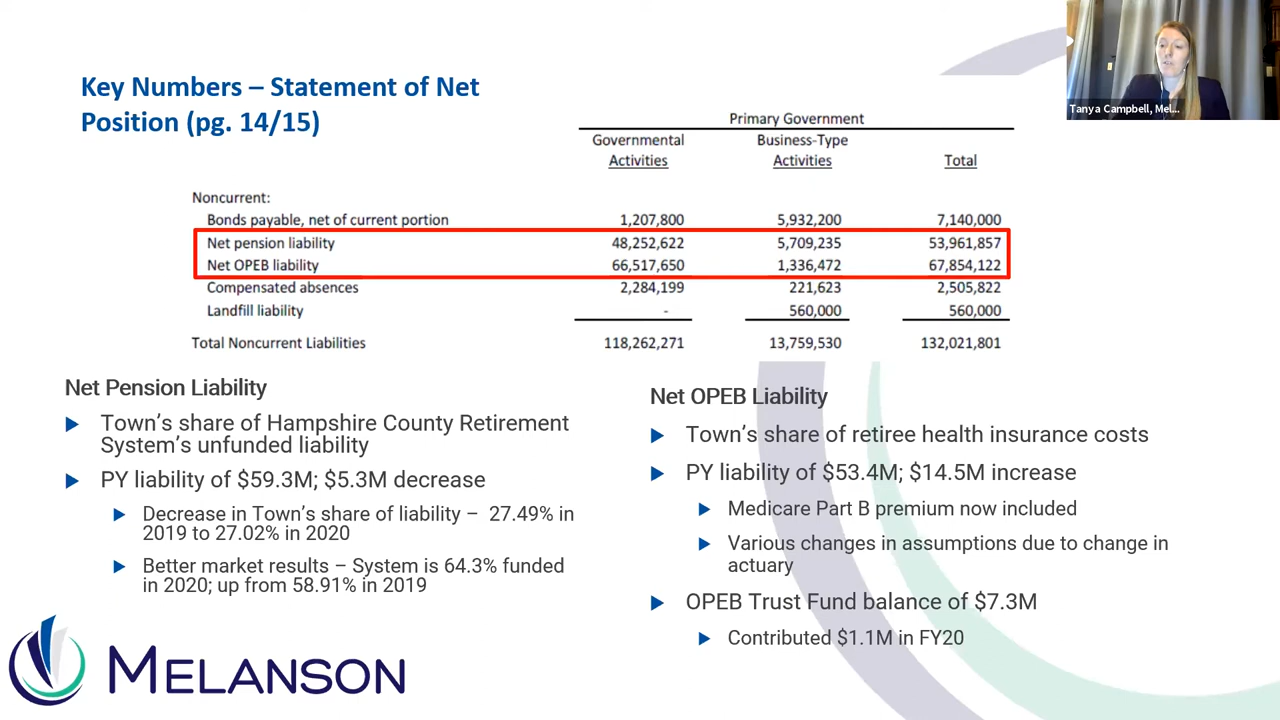 Key Numbers – Statement of Net
Position (pg. 14/15)
Tanya Campbell, Mel...
Primary Government
Governmental Business-Type
Activities Activities Total
Noncurrent:
Bonds payable, net of current portion 1,207,800 5,932,200 7,140,000
Net pension liability 48,252,622 5,709,235 53,961,857
Net OPEB liability 66,517,650 1,336,472 67,854,122
Compensated absences 2,284,199 221,623 2,505,822
Landfill liability - 560,000 560,000
Total Noncurrent Liabilities 118,262,271 13,759,530 132,021,801
Net Pension Liability
Town's share of Hampshire County Retirement
System's unfunded liability
PY liability of $59.3M; $5.3M decrease
Decrease in Town's share of liability – 27.49% in
2019 to 27.02% in 2020
Better market results – System is 64.3% funded
in 2020; up from 58.91% in 2019
Net OPEB Liability
Town's share of retiree health insurance costs
PY liability of $53.4M; $14.5M increase
Medicare Part B premium now included
Various changes in assumptions due to change in
actuary
OPEB Trust Fund balance of $7.3M
Contributed $1.1M in FY20
MELANSON